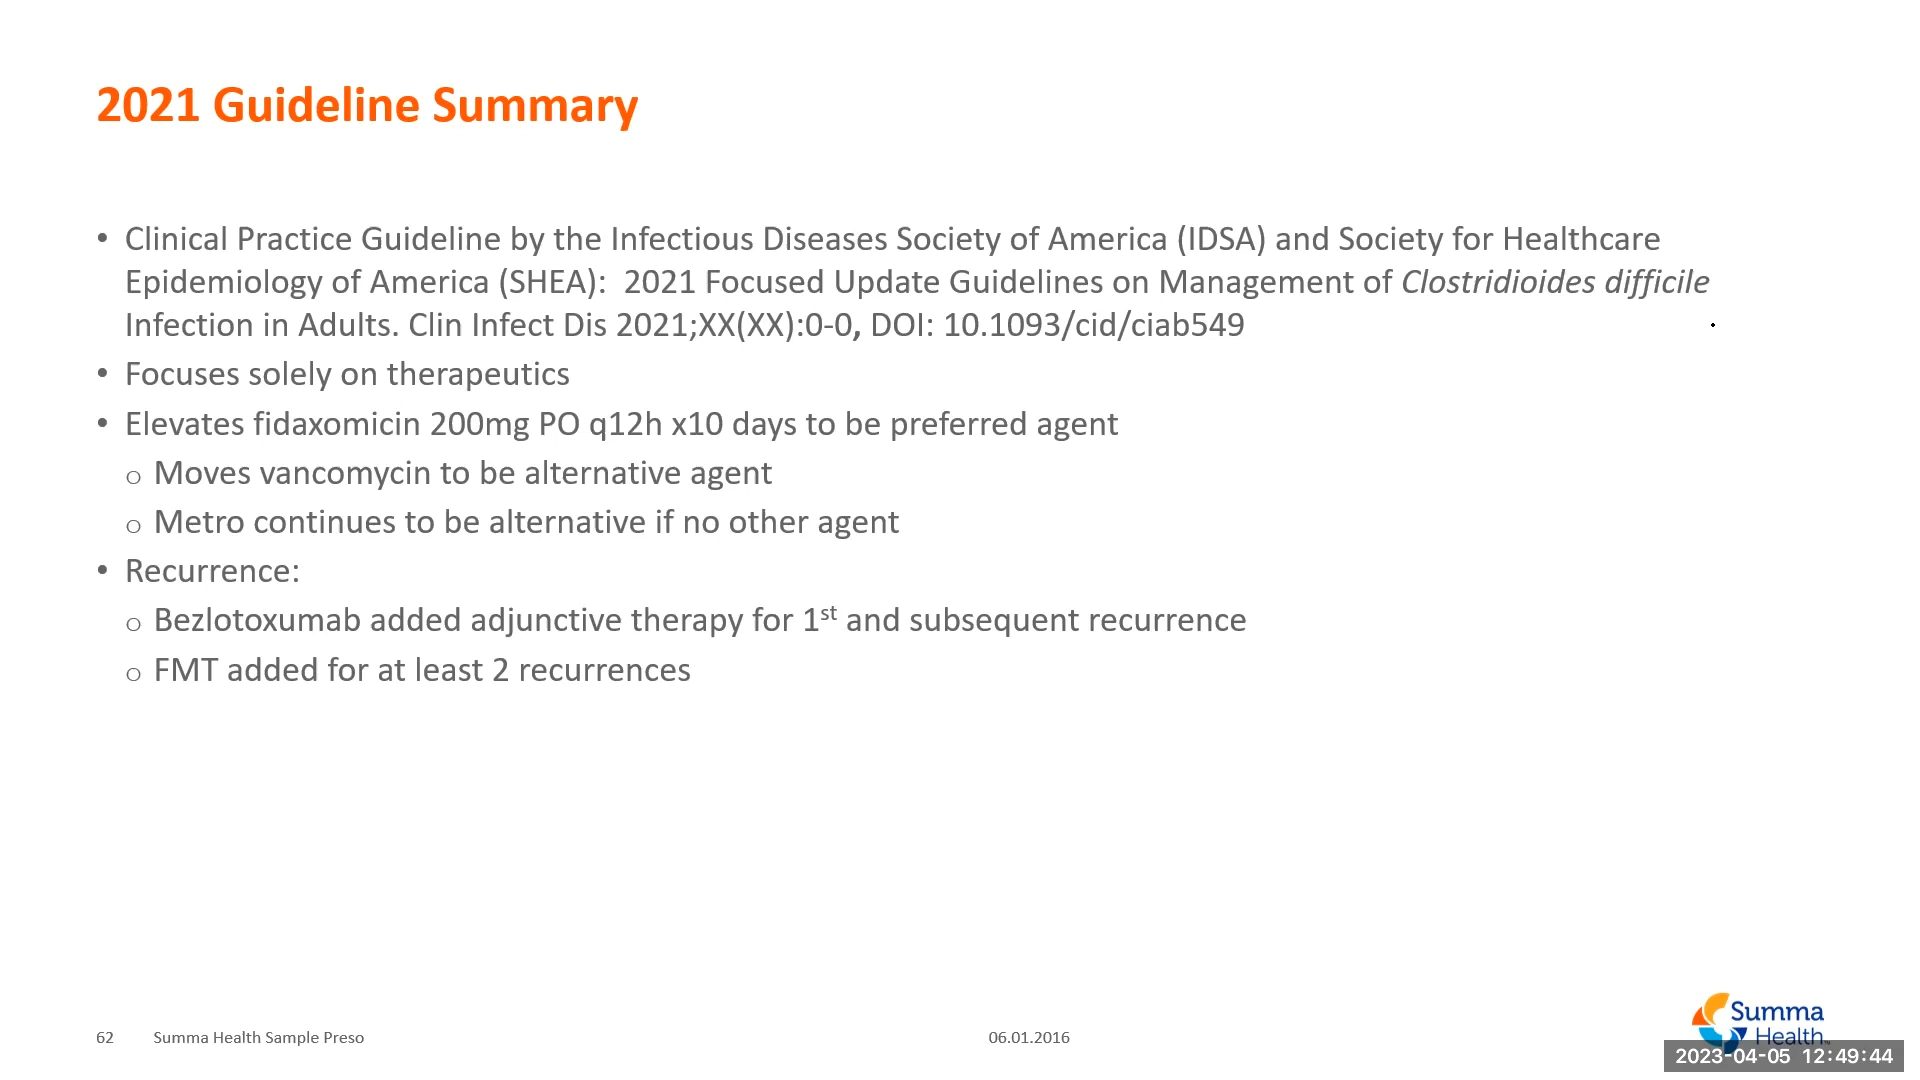 2021 Guideline Summary
• Clinical Practice Guideline by the Infectious Diseases Society of America (IDSA) and Society for Healthcare
Epidemiology of America (SHEA):  2021 Focused Update Guidelines on Management of Clostridioides difficile
Infection in Adults. Clin Infect Dis 2021;XX(XX):0-0, DOI: 10.1093/cid/ciab549
• Focuses solely on therapeutics
• Elevates fidaxomicin 200mg PO q12h x10 days to be preferred agent
o Moves vancomycin to be alternative agent
o Metro continues to be alternative if no other agent
• Recurrence:
o Bezlotoxumab added adjunctive therapy for 1st and subsequent recurrence
o FMT added for at least 2 recurrences
62 Summa Health Sample Preso 06.01.2016
Summa
Health
2023-04-05 12:49:44